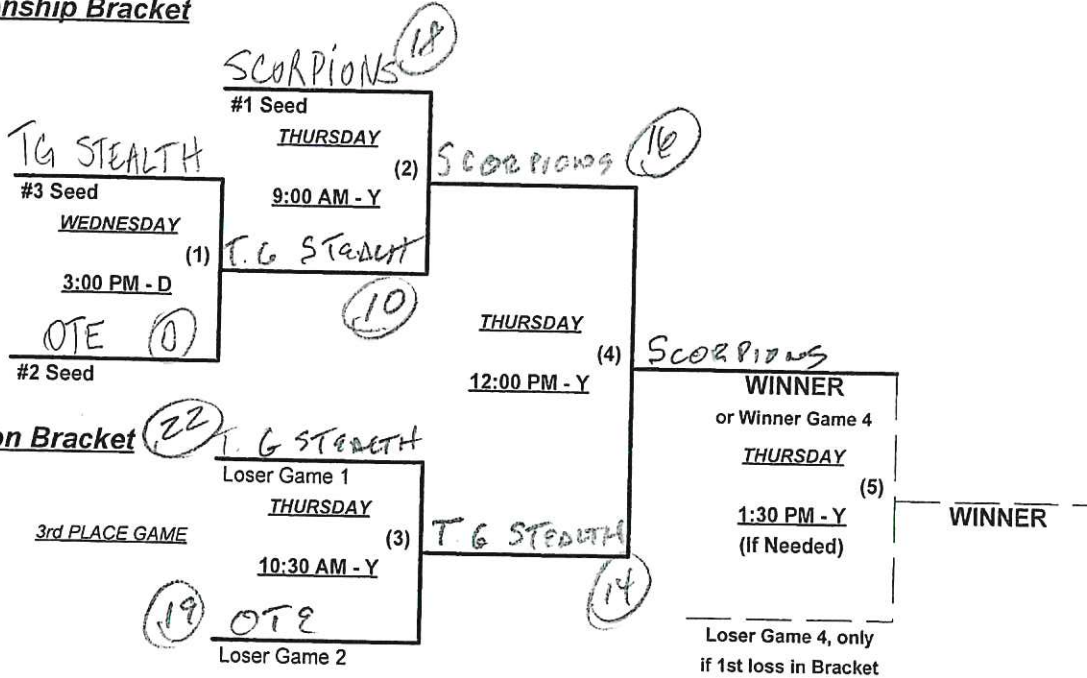 nship Bracket
SCORPIONS 18
#1 Seed
THURSDAY
(2)
9:00 AM - Y
TG STEALTH
#3 Seed
WEDNESDAY
(1)
3:00 PM - D
OTE 0
#2 Seed
T.G STEALTH
10
SCORPIONS 16
THURSDAY
(4)
12:00 PM - Y
SCORPIONS
WINNER
or Winner Game 4
THURSDAY
(5)
1:30 PM - Y
(If Needed)
WINNER
Loser Game 4, only
if 1st loss in Bracket
on Bracket 22
T. G STEALTH
Loser Game 1
THURSDAY
3rd PLACE GAME
(3)
10:30 AM - Y
19 OTE
Loser Game 2
T. G STEALTH
14